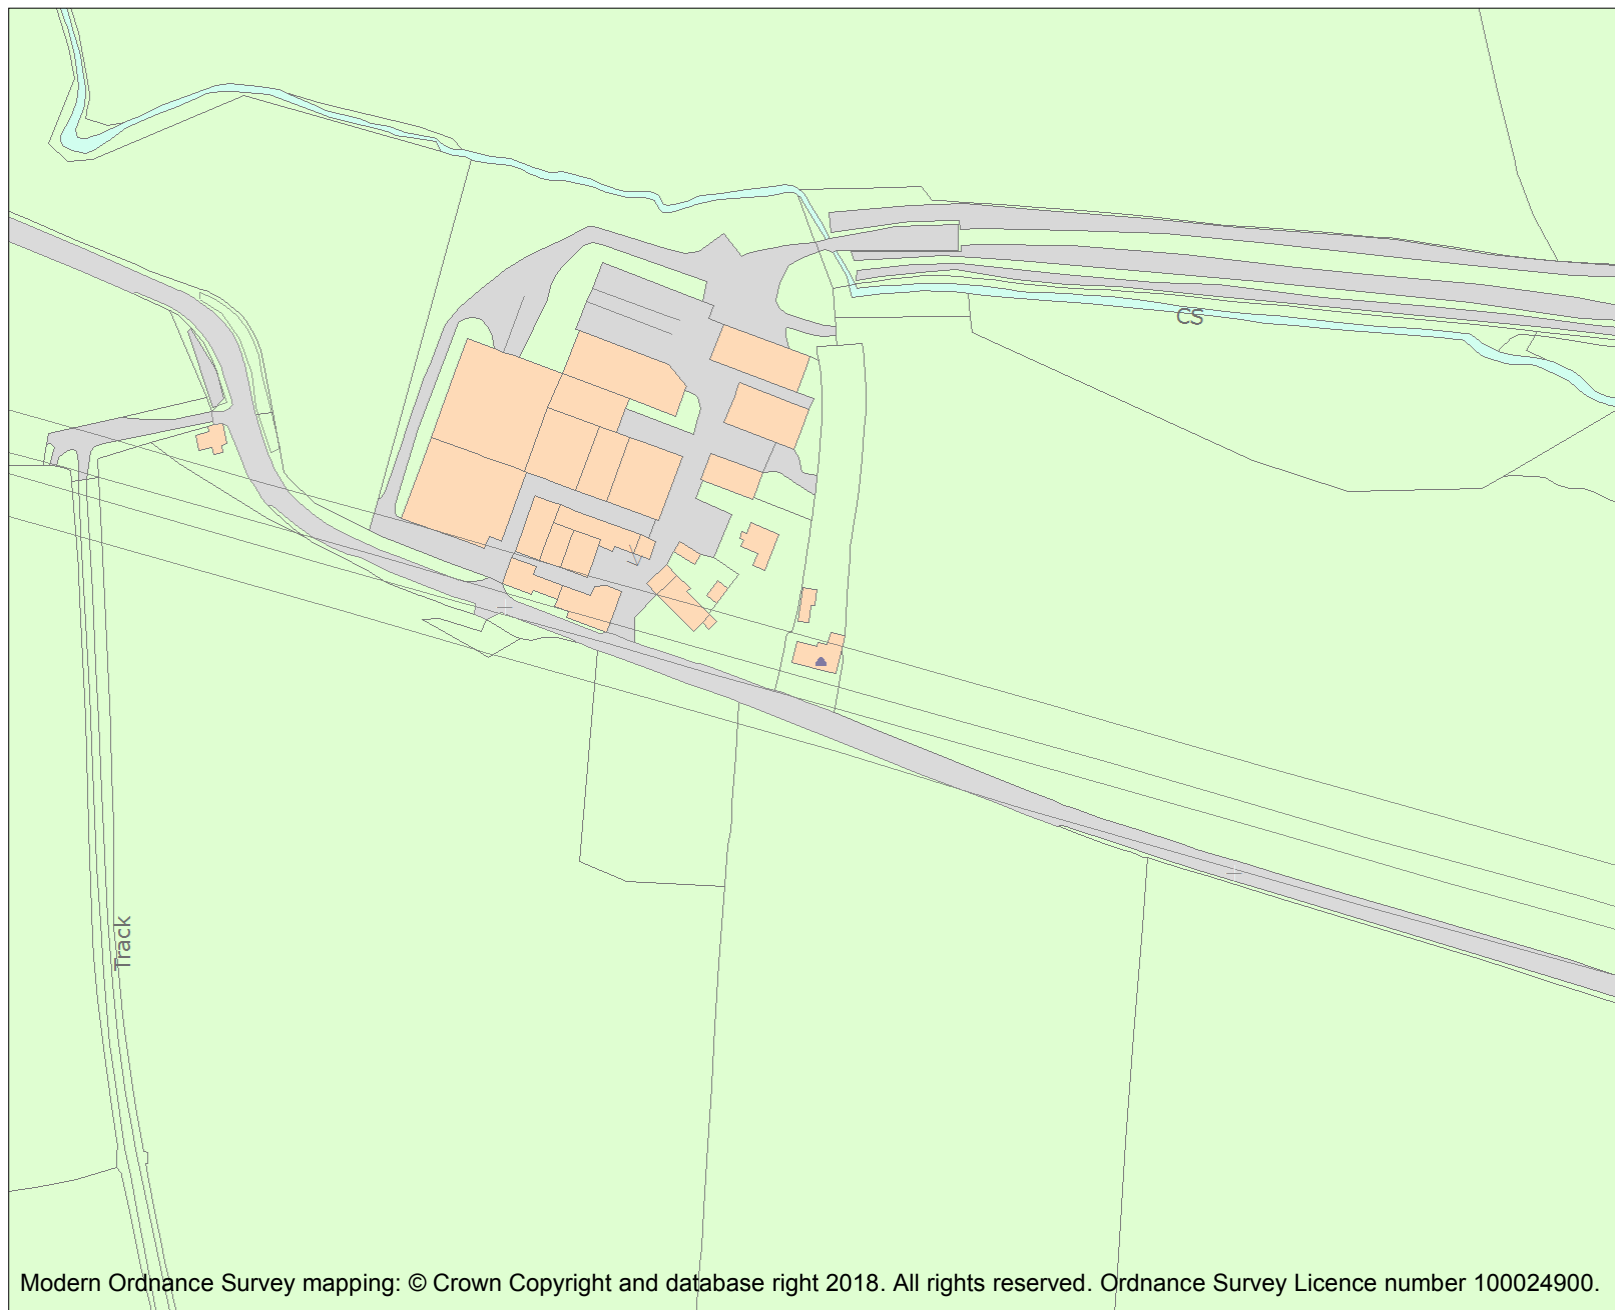 CS
Track
Modern Ordnance Survey mapping: © Crown Copyright and database right 2018. All rights reserved. Ordnance Survey Licence number 100024900.